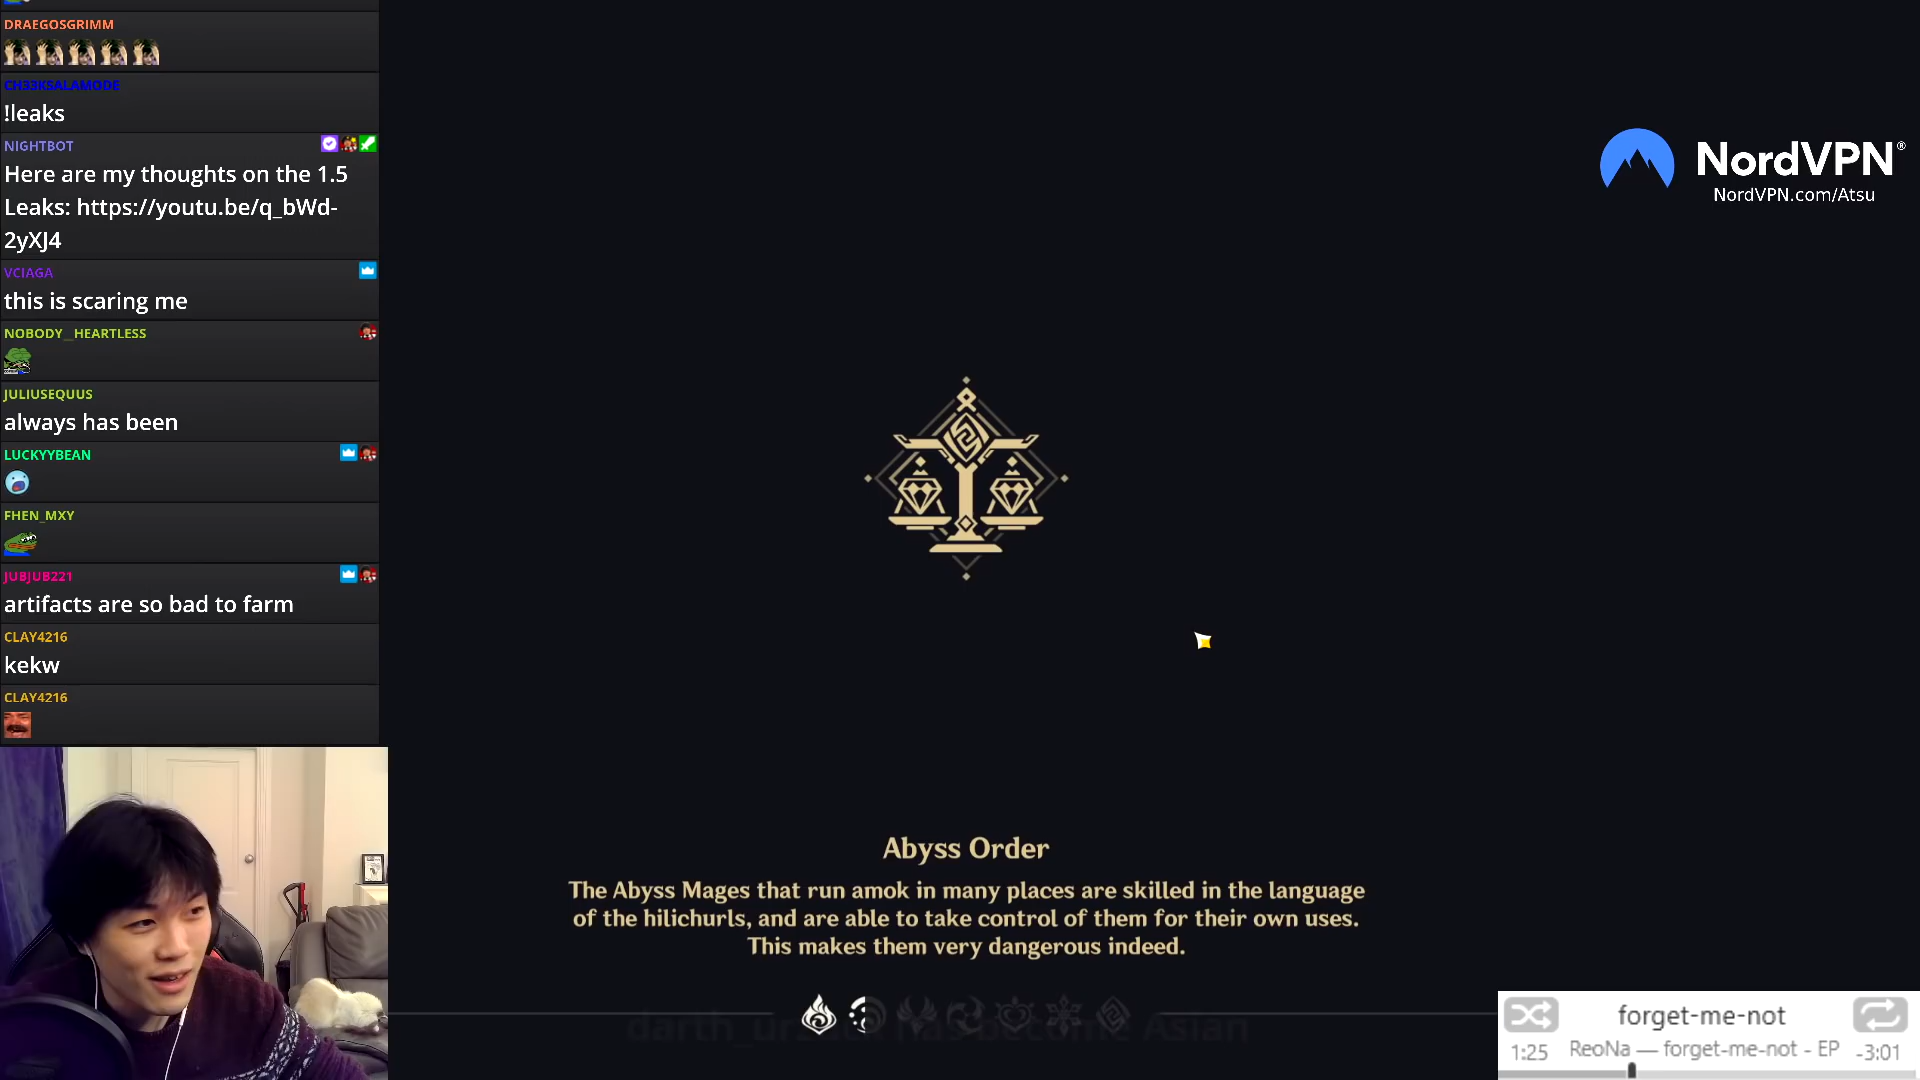 DRAEGOSGRIMM
CH33KSALAMODE
!leaks
NIGHTBOT
Here are my thoughts on the 1.5
Leaks: https://youtu.be/q_bWd-
2yXJ4
VCIAGA
this is scaring me
NOBODY_HEARTLESS
JULIUSEQUUS
always has been
LUCKYYBEAN
FHEN_MXY
JUBJUB221
artifacts are so bad to farm
CLAY4216
kekw
CLAY4216
NordVPN®
NordVPN.com/Atsu
Abyss Order
The Abyss Mages that run amok in many places are skilled in the language
of the hilichurls, and are able to take control of them for their own uses.
This makes them very dangerous indeed.
has become Asian
forget-me-not
1:25 ReoNa — forget-me-not - EP -3:01